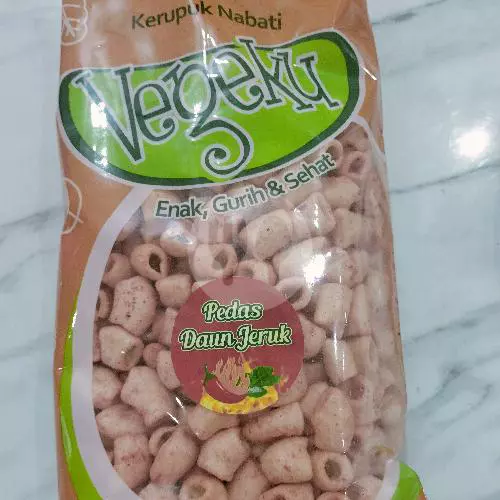 Kerupuk Nabati
Vegeku
Enak, Gurih & Sehat
Pedas
Daun Jeruk